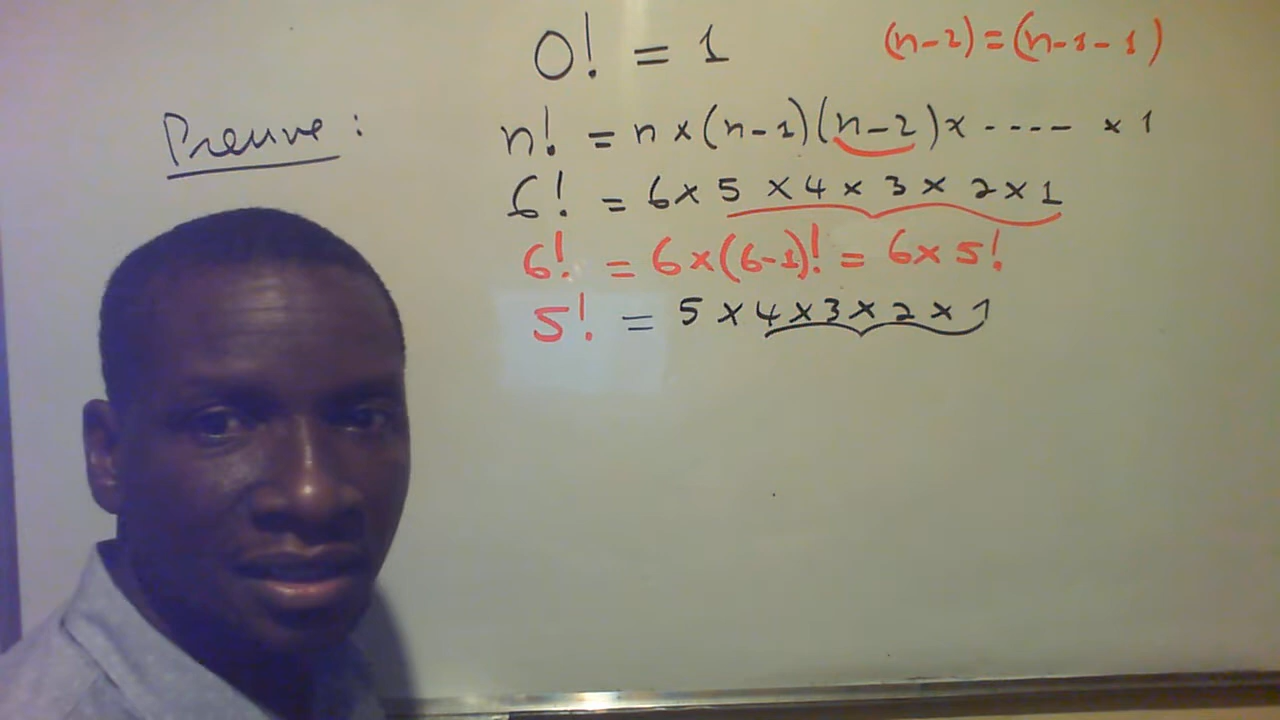 0! = 1
(n-2) = (n-1-1)
Preuve :
n! = n x (n-1)(n-2) x ---- x 1
6! = 6 x 5 x 4 x 3 x 2 x 1
6! = 6 x (6-1)! = 6 x 5!
5! = 5 x 4 x 3 x 2 x 1